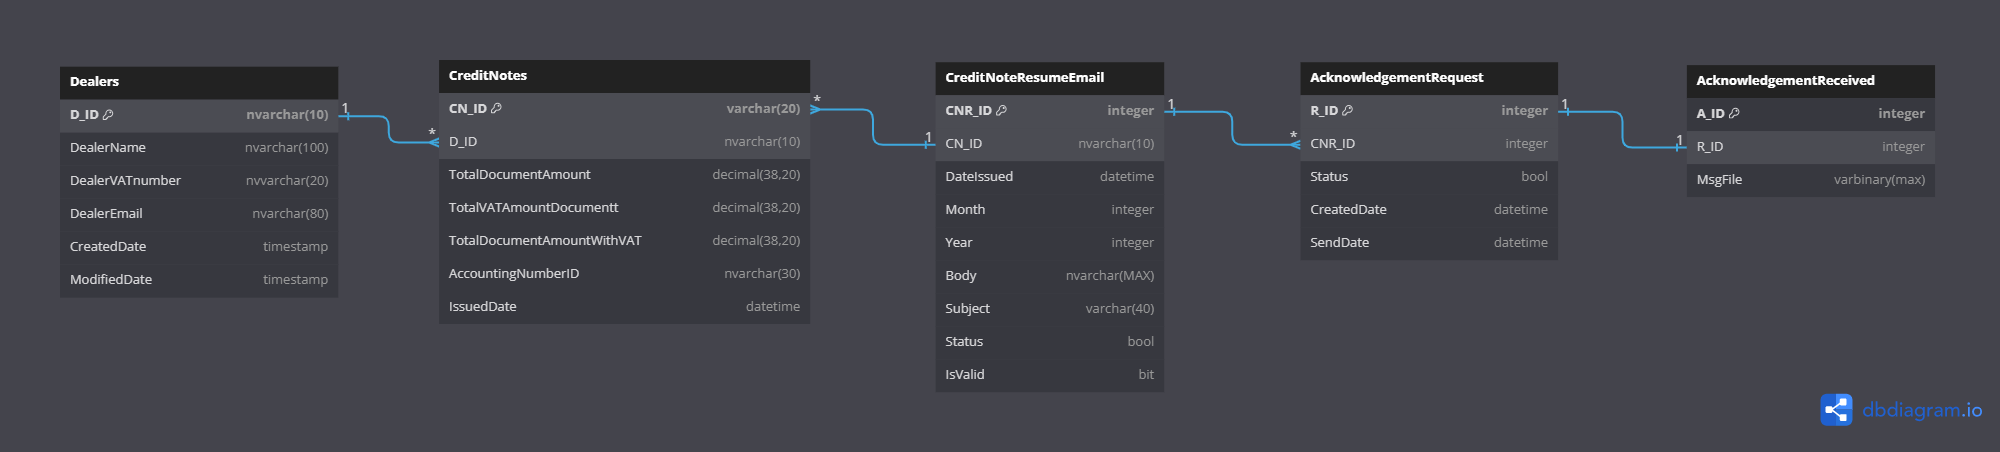 Dealers
D_ID nvarchar(10)
DealerName nvarchar(100)
DealerVATnumber nvvarchar(20)
DealerEmail nvarchar(80)
CreatedDate timestamp
ModifiedDate timestamp
1
*
CreditNotes
CN_ID varchar(20)
D_ID nvarchar(10)
TotalDocumentAmount decimal(38,20)
TotalVATAmountDocumentt decimal(38,20)
TotalDocumentAmountWithVAT decimal(38,20)
AccountingNumberID nvarchar(30)
IssuedDate datetime
*
1
CreditNoteResumeEmail
CNR_ID integer
CN_ID nvarchar(10)
DateIssued datetime
Month integer
Year integer
Body nvarchar(MAX)
Subject varchar(40)
Status bool
IsValid bit
1
*
AcknowledgementRequest
R_ID integer
CNR_ID integer
Status bool
CreatedDate datetime
SendDate datetime
1
1
AcknowledgementReceived
A_ID integer
R_ID integer
MsgFile varbinary(max)
dbdiagram.io